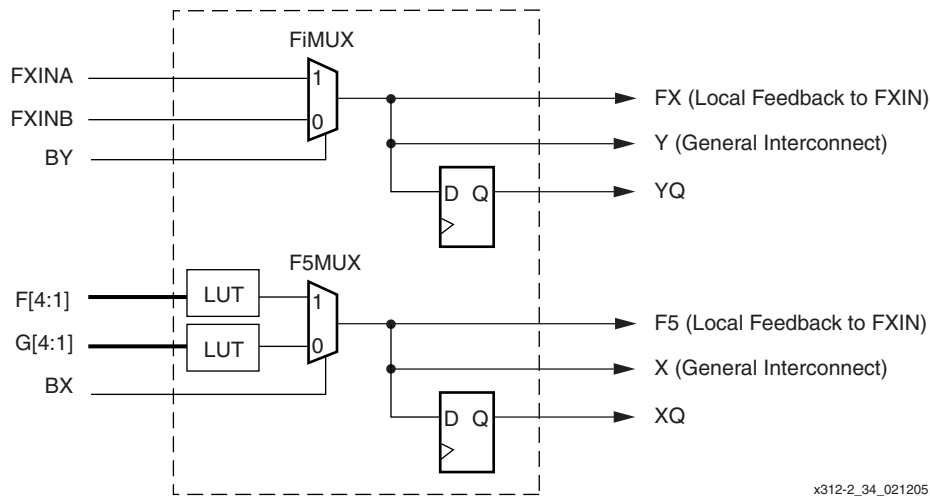 FiMUX
FXINA
1
FX (Local Feedback to FXIN)
FXINB
0
Y (General Interconnect)
BY
D Q
YQ
F5MUX
F[4:1]
LUT
1
F5 (Local Feedback to FXIN)
G[4:1]
LUT
0
X (General Interconnect)
BX
D Q
XQ
x312-2_34_021205